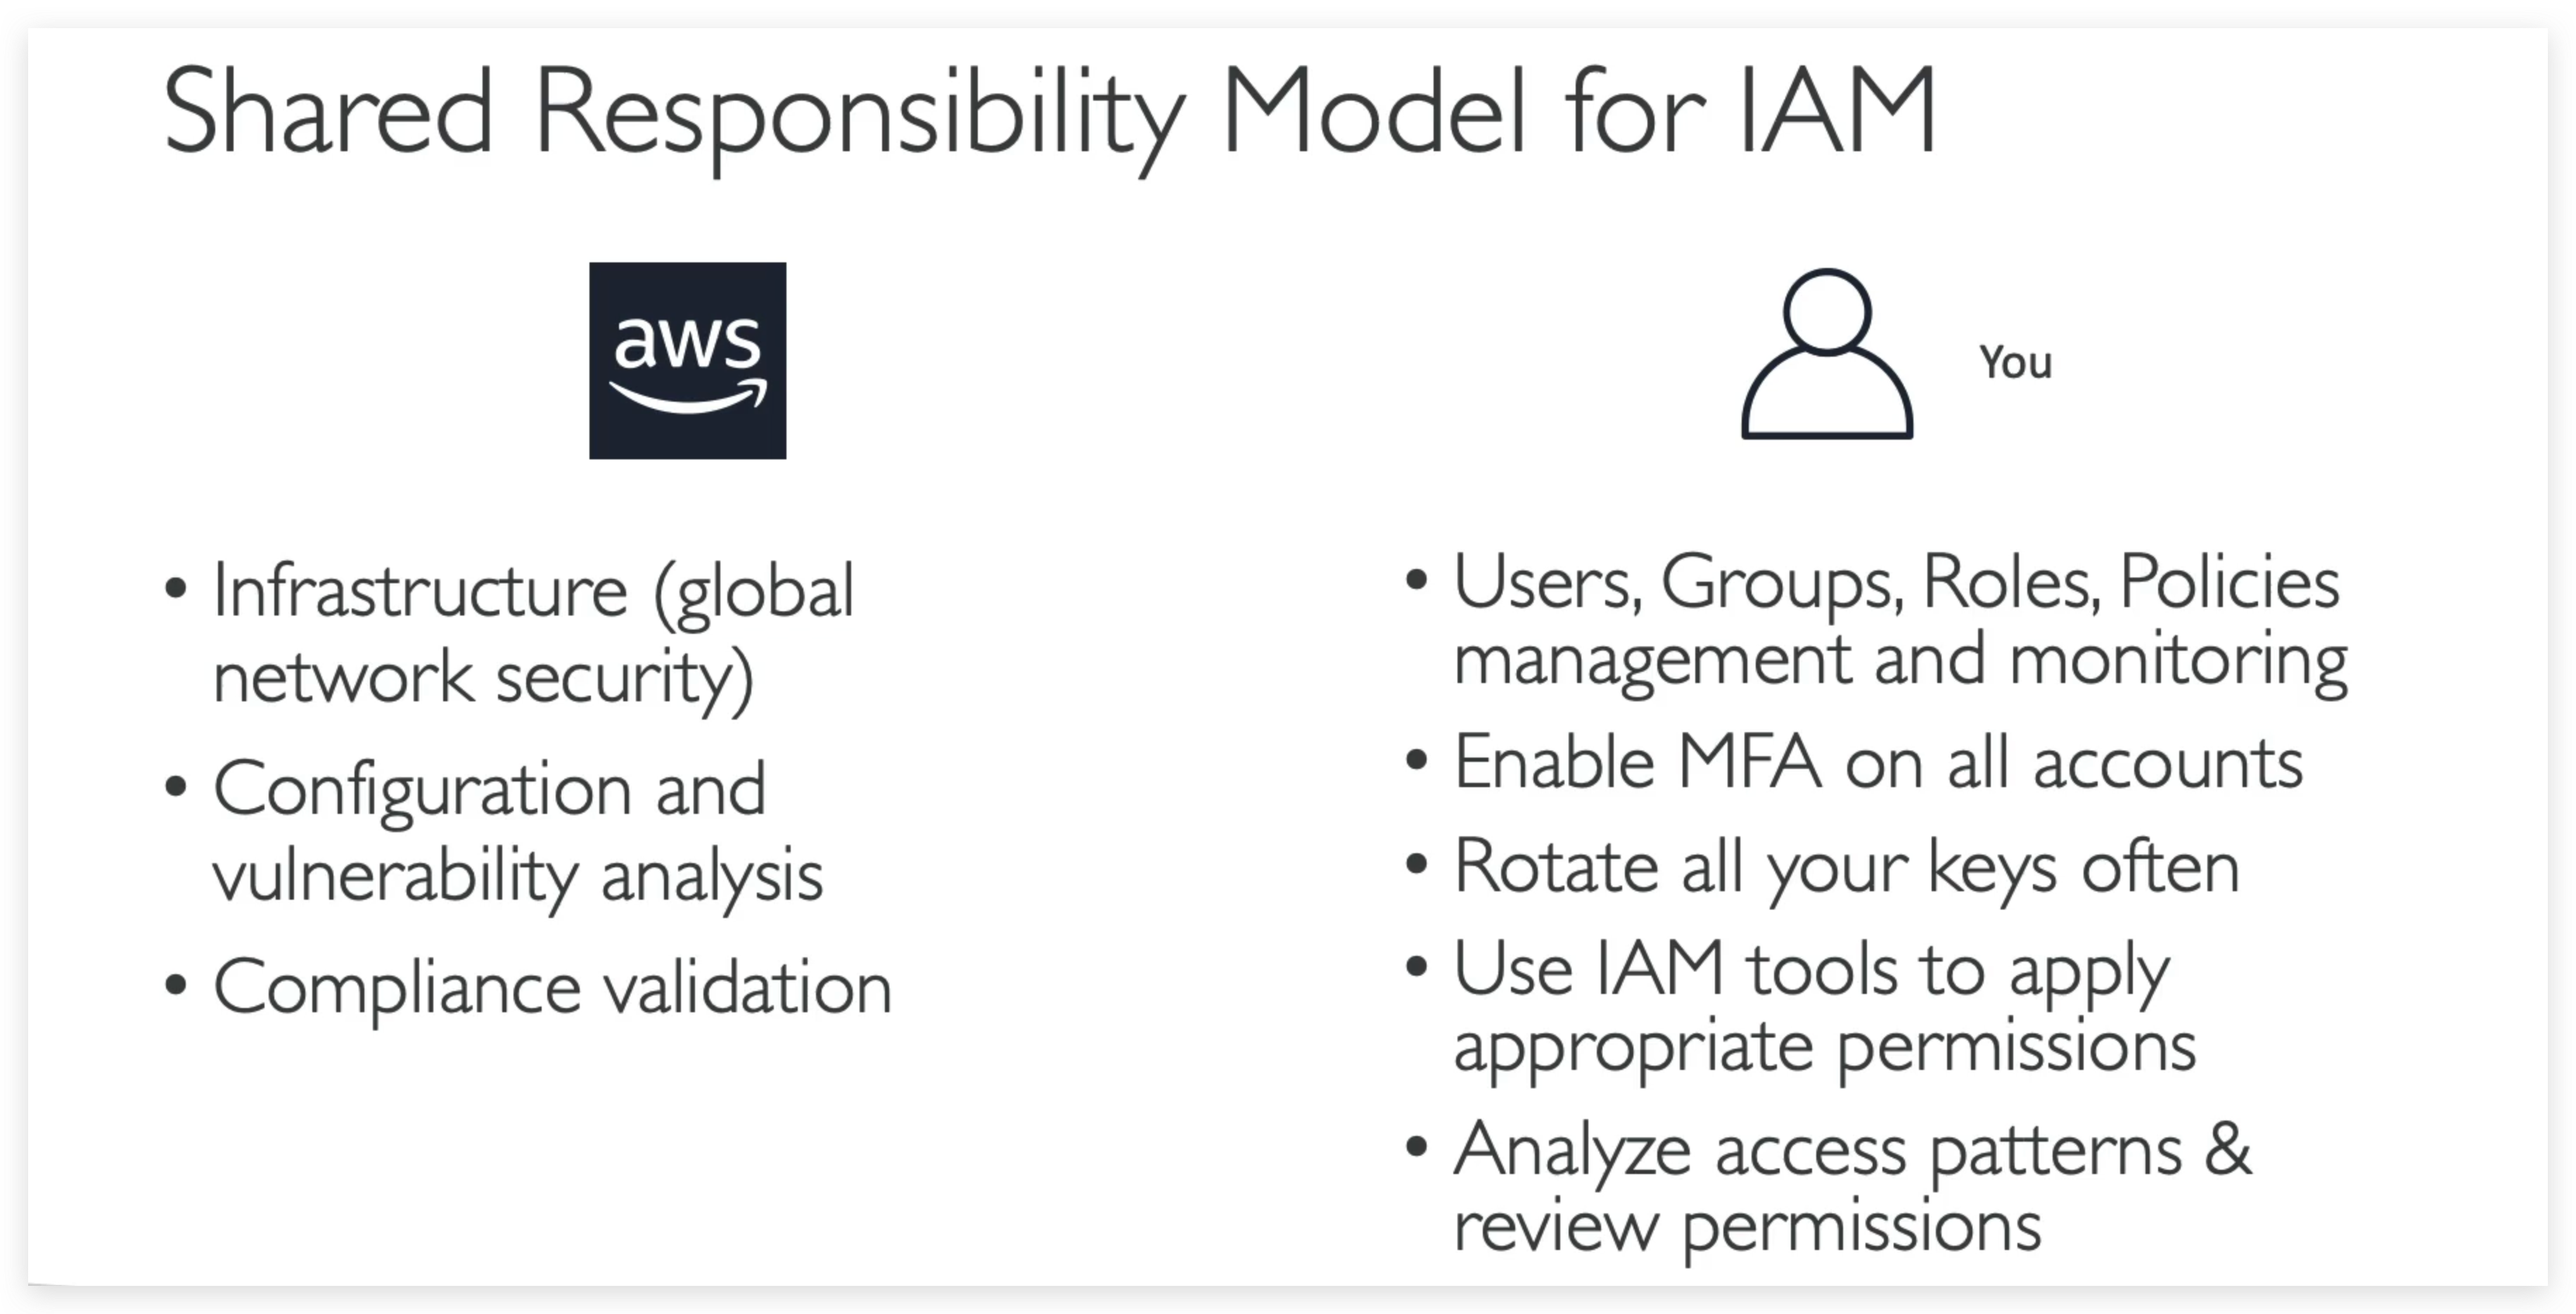 Shared Responsibility Model for IAM
aws
You
• Infrastructure (global
network security)
• Configuration and
vulnerability analysis
• Compliance validation
• Users, Groups, Roles, Policies
management and monitoring
• Enable MFA on all accounts
• Rotate all your keys often
• Use IAM tools to apply
appropriate permissions
• Analyze access patterns &
review permissions